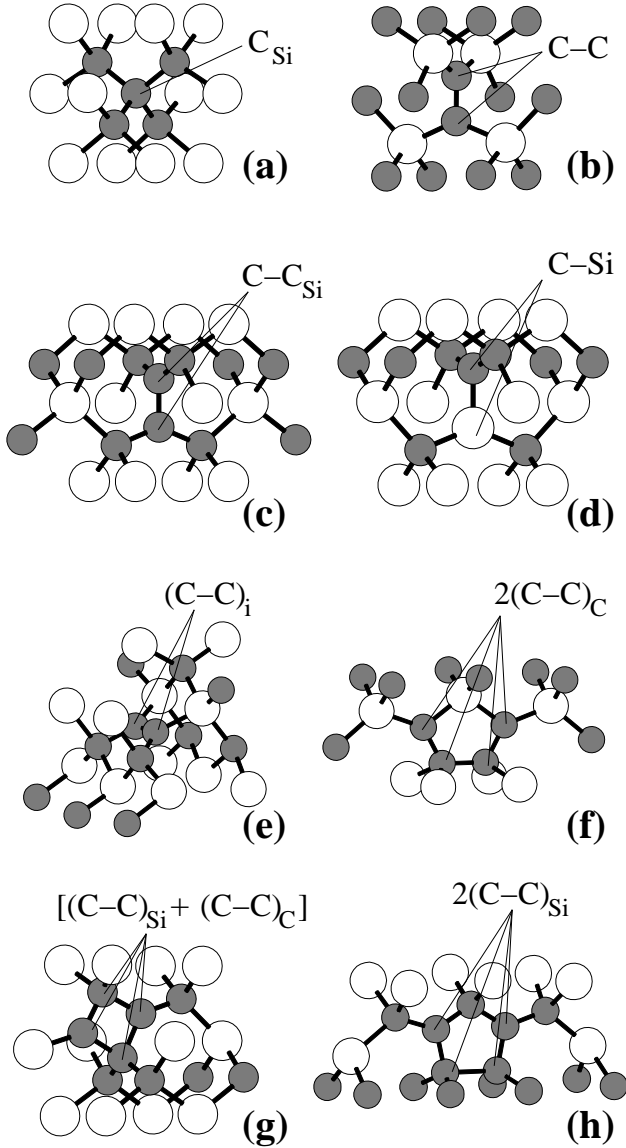 C_Si
C–C
(a)
(b)
C–C_Si
C–Si
(c)
(d)
(C–C)_i
2(C–C)_C
(e)
(f)
[(C–C)_Si + (C–C)_C]
2(C–C)_Si
(g)
(h)